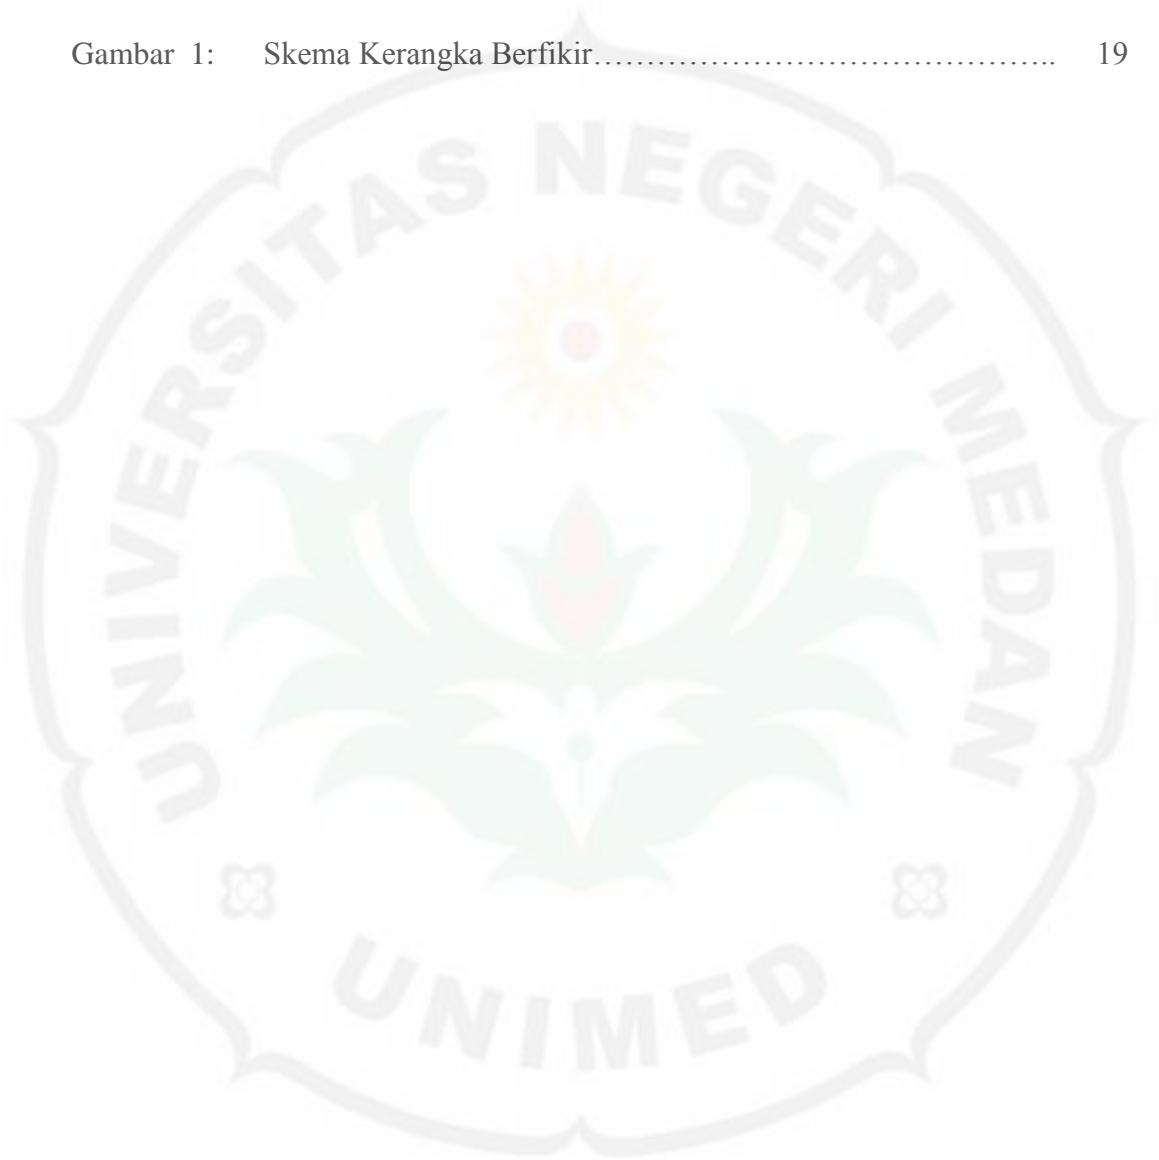 Gambar 1: Skema Kerangka Berfikir…………………………………….. 19
UNIVERSITAS NEGERI MEDAN
UNIMED